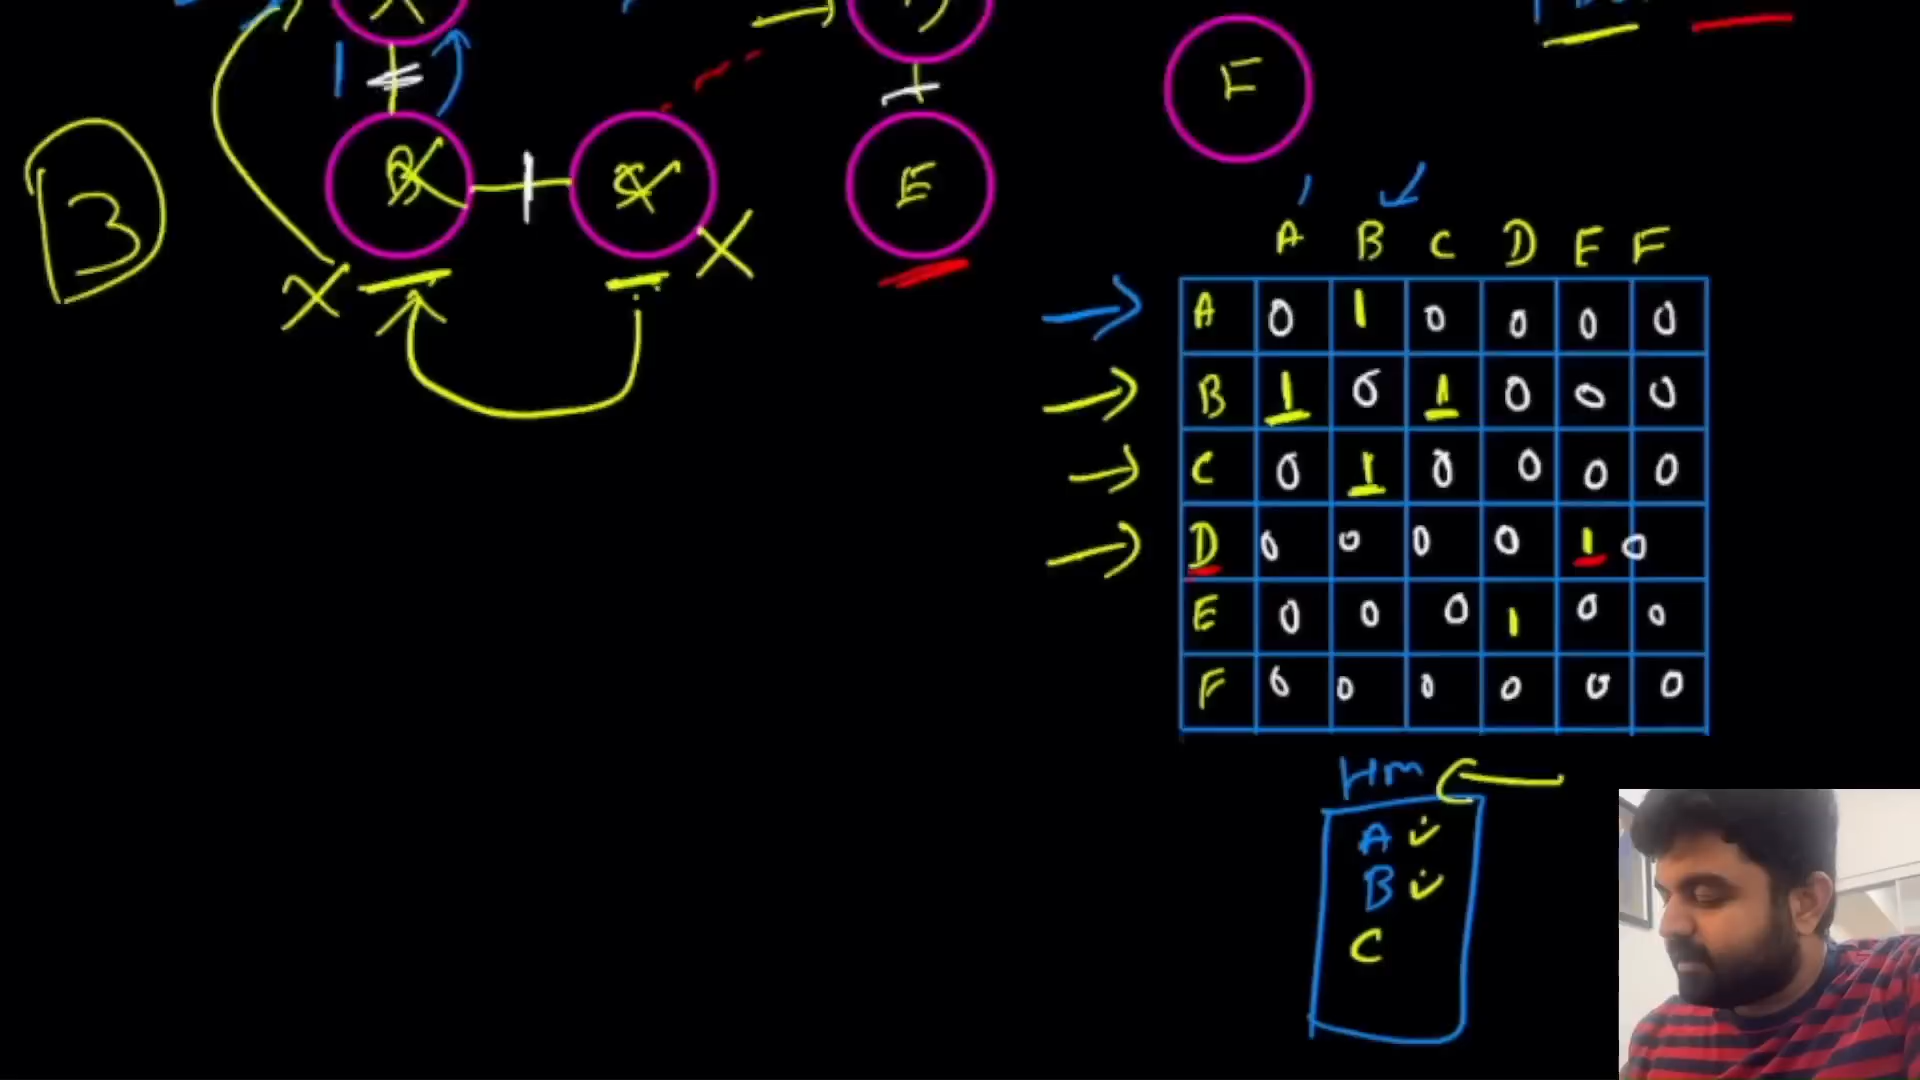 F
3
B
C
E
X
X
A B C D E F
A 0 1 0 0 0 0
B 1 0 1 0 0 0
C 0 1 0 0 0 0
D 0 0 0 0 1 0
E 0 0 0 1 0 0
F 0 0 0 0 0 0
Hm
A ✓
B ✓
C